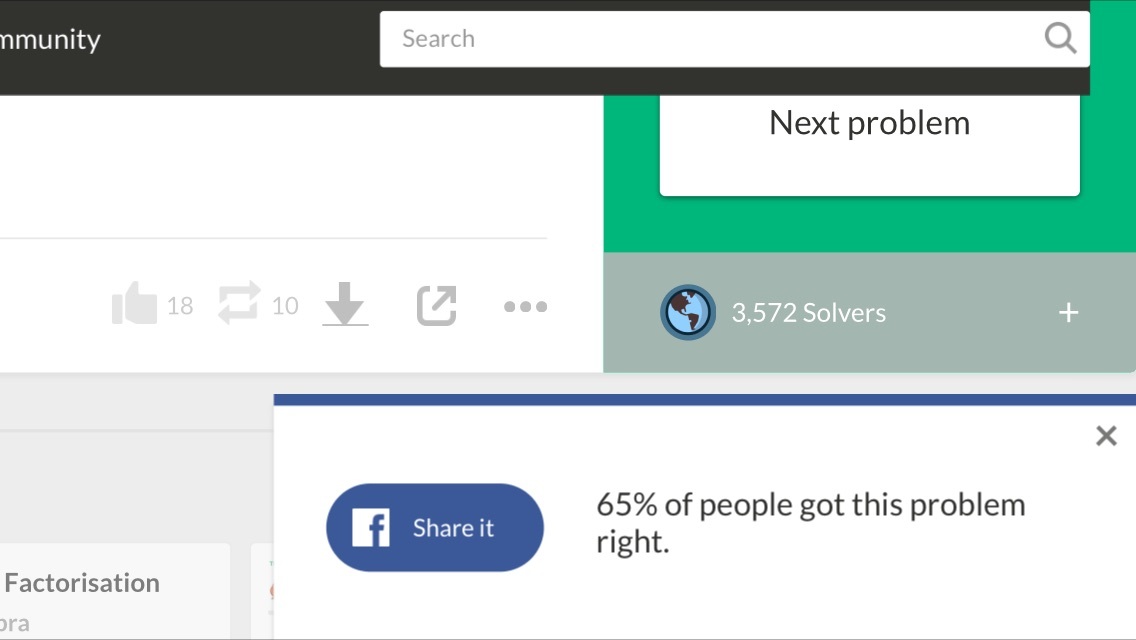 mmunity
Search
Next problem
18
10
3,572 Solvers
+
65% of people got this problem
right.
f Share it
Factorisation
bra